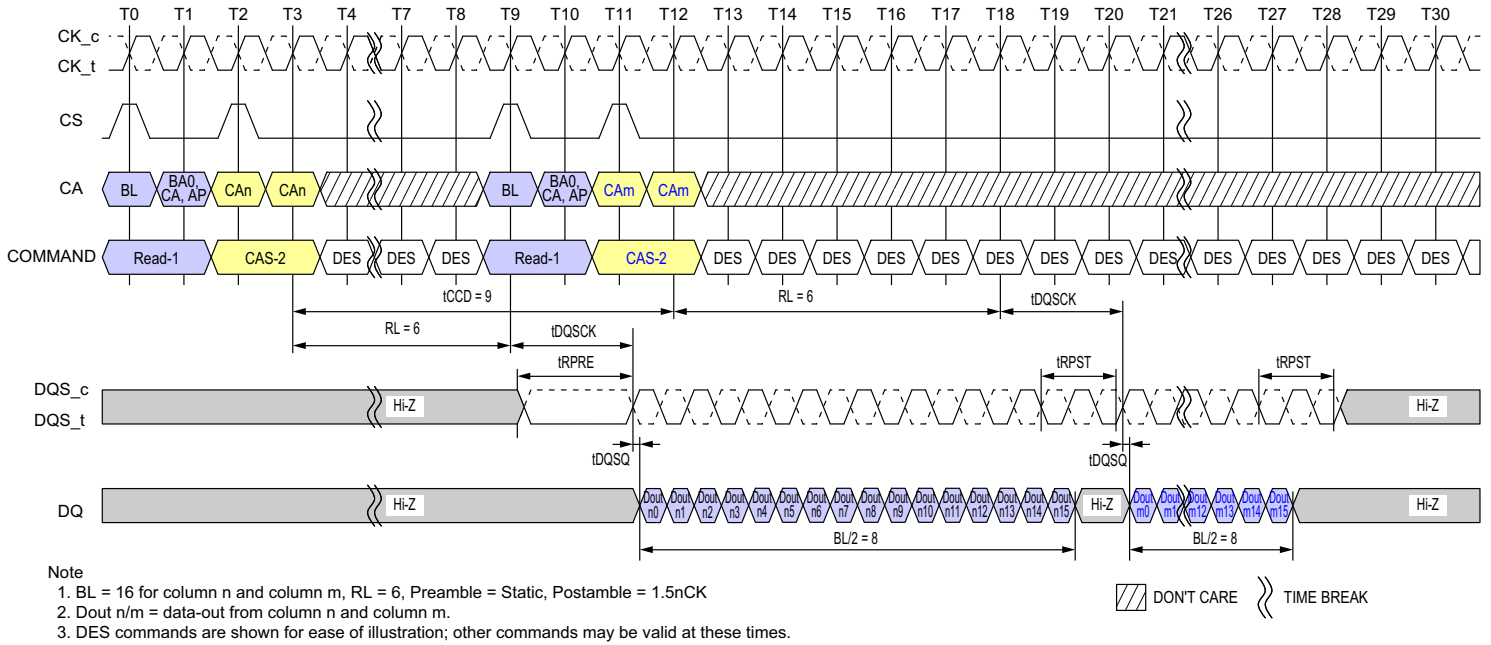 T0 T1 T2 T3 T4 T7 T8 T9 T10 T11 T12 T13 T14 T15 T16 T17 T18 T19 T20 T21 T26 T27 T28 T29 T30
CK_c
CK_t
CS
CA BL BA0, CA, AP CAn CAn BL BA0, CA, AP CAm CAm
COMMAND Read-1 CAS-2 DES DES DES Read-1 CAS-2 DES DES DES DES DES DES DES DES DES DES DES DES DES DES
tCCD = 9 RL = 6 tDQSCK
RL = 6 tDQSCK
tRPRE tRPST tRPST
DQS_c
DQS_t
Hi-Z Hi-Z
tDQSQ tDQSQ
DQ Hi-Z Dout n0 Dout n1 Dout n2 Dout n3 Dout n4 Dout n5 Dout n6 Dout n7 Dout n8 Dout n9 Dout n10 Dout n11 Dout n12 Dout n13 Dout n14 Dout n15 Hi-Z Dout m0 Dout m1 Dout m12 Dout m13 Dout m14 Dout m15 Hi-Z
BL/2 = 8 BL/2 = 8
Note
1. BL = 16 for column n and column m, RL = 6, Preamble = Static, Postamble = 1.5nCK
2. Dout n/m = data-out from column n and column m.
3. DES commands are shown for ease of illustration; other commands may be valid at these times.
DON'T CARE TIME BREAK